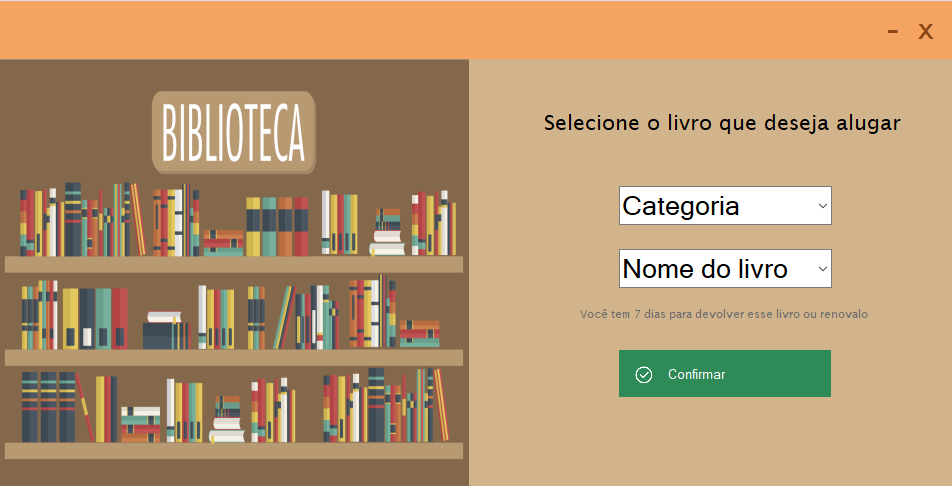 - X
BIBLIOTECA
Selecione o livro que deseja alugar
Categoria
Nome do livro
Você tem 7 dias para devolver esse livro ou renovalo
Confirmar